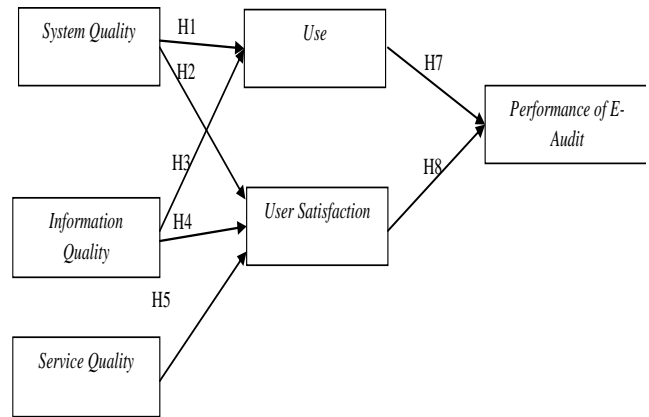 System Quality
H1
Use
H2
H7
Performance of E-
Audit
H3
H8
Information
Quality
H4
User Satisfaction
H5
Service Quality